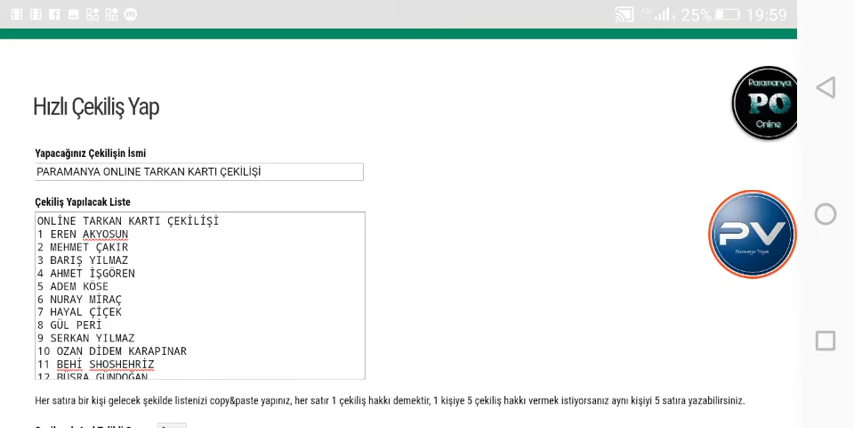 25% 19:59
Hızlı Çekiliş Yap
Paramanya
PO
Online
Yapacağınız Çekilişin İsmi
PARAMANYA ONLINE TARKAN KARTI ÇEKİLİŞİ
Çekiliş Yapılacak Liste
ONLİNE TARKAN KARTI ÇEKİLİŞİ
1 EREN AKYOSUN
2 MEHMET ÇAKIR
3 BARIŞ YILMAZ
4 AHMET İŞGÖREN
5 ADEM KÖSE
6 NURAY MİRAÇ
7 HAYAL ÇİÇEK
8 GÜL PERİ
9 SERKAN YILMAZ
10 OZAN DİDEM KARAPINAR
11 BEHİ SHOSHEHRİZ
12 BÜŞRA GÜNDOĞAN
PV
Her satıra bir kişi gelecek şekilde listenizi copy&paste yapınız, her satır 1 çekiliş hakkı demektir, 1 kişiye 5 çekiliş hakkı vermek istiyorsanız aynı kişiyi 5 satıra yazabilirsiniz.